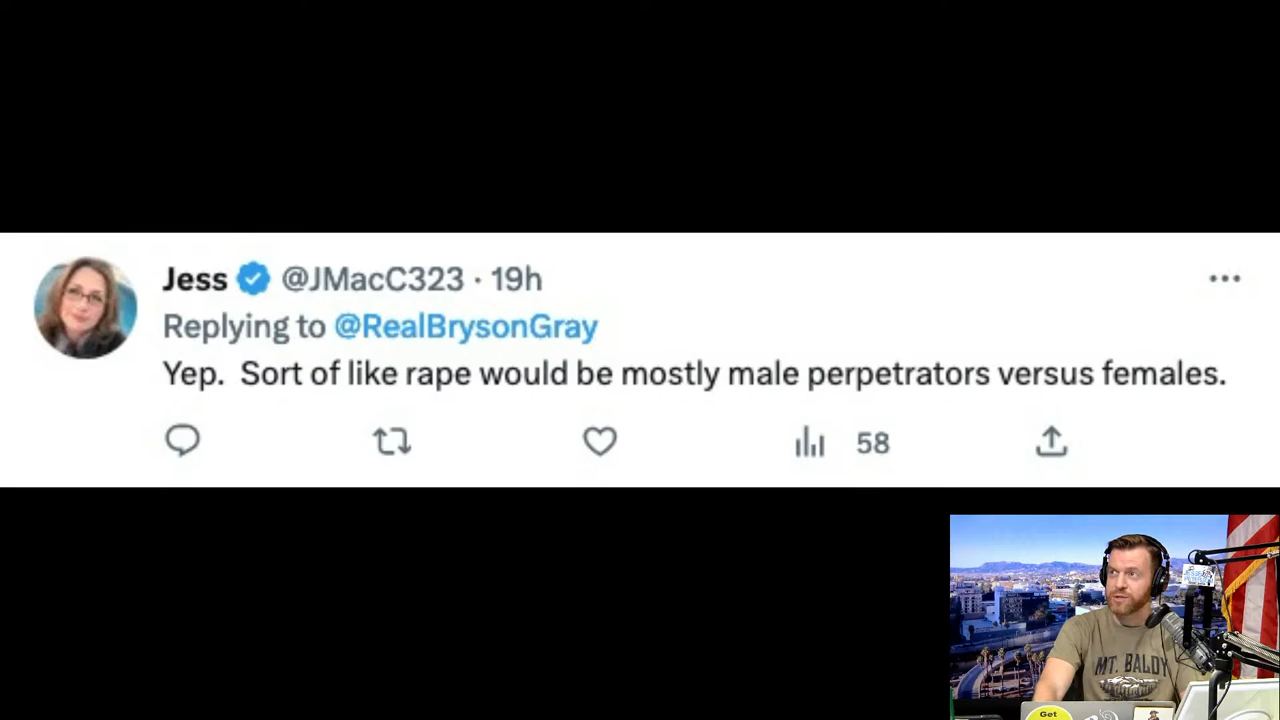 Jess @JMacC323 · 19h
Replying to @RealBrysonGray
Yep.  Sort of like rape would be mostly male perpetrators versus females.
58
MT. BALDY
Get